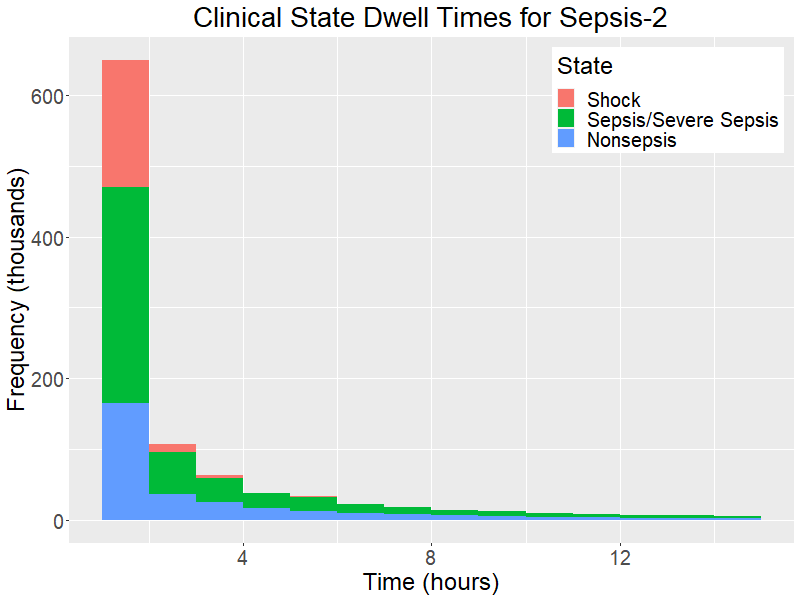 Clinical State Dwell Times for Sepsis-2
State
Shock
Sepsis/Severe Sepsis
Nonsepsis
Frequency (thousands)
600
400
200
0
4
8
12
Time (hours)